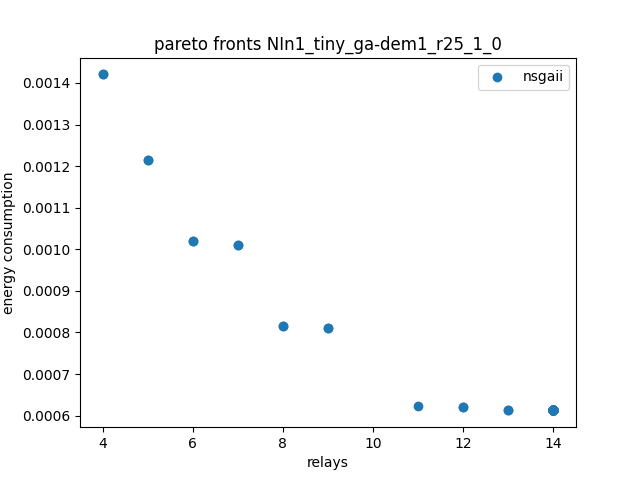 pareto fronts NIn1_tiny_ga-dem1_r25_1_0
nsgaii
0.0014
0.0013
0.0012
0.0011
0.0010
0.0009
0.0008
0.0007
0.0006
energy consumption
4 6 8 10 12 14
relays